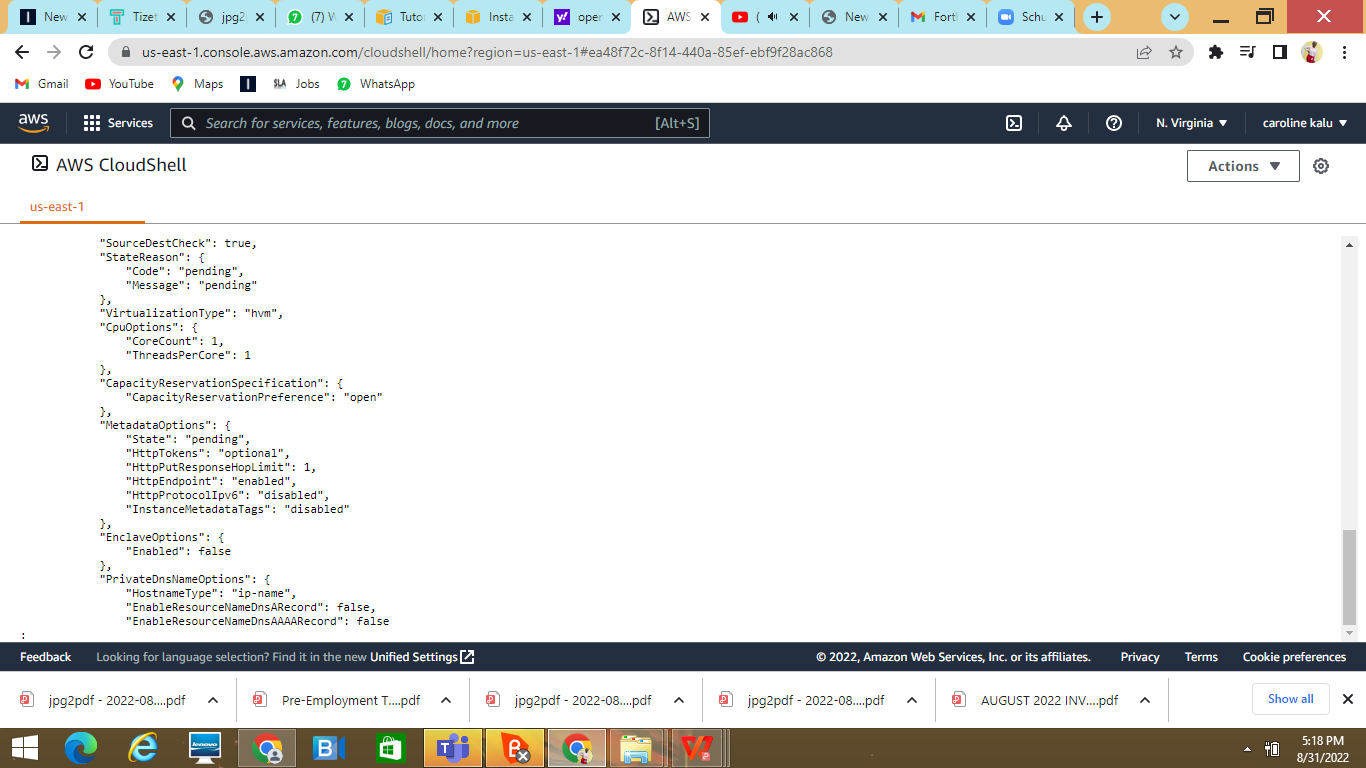 New
Tizet
jpg2
(7) W
Tutor
Insta
oper
AWS
(
New
Forth
Schu
us-east-1.console.aws.amazon.com/cloudshell/home?region=us-east-1#ea48f72c-8f14-440a-85ef-ebf9f28ac868
Gmail YouTube Maps SLA Jobs WhatsApp
aws Services Search for services, features, blogs, docs, and more [Alt+S] N. Virginia caroline kalu
AWS CloudShell Actions
us-east-1
"SourceDestCheck": true,
"StateReason": {
"Code": "pending",
"Message": "pending"
},
"VirtualizationType": "hvm",
"CpuOptions": {
"CoreCount": 1,
"ThreadsPerCore": 1
},
"CapacityReservationSpecification": {
"CapacityReservationPreference": "open"
},
"MetadataOptions": {
"State": "pending",
"HttpTokens": "optional",
"HttpPutResponseHopLimit": 1,
"HttpEndpoint": "enabled",
"HttpProtocolIpv6": "disabled",
"InstanceMetadataTags": "disabled"
},
"EnclaveOptions": {
"Enabled": false
},
"PrivateDnsNameOptions": {
"HostnameType": "ip-name",
"EnableResourceNameDnsARecord": false,
"EnableResourceNameDnsAAAARecord": false
:
Feedback Looking for language selection? Find it in the new Unified Settings © 2022, Amazon Web Services, Inc. or its affiliates. Privacy Terms Cookie preferences
jpg2pdf - 2022-08....pdf Pre-Employment T....pdf jpg2pdf - 2022-08....pdf jpg2pdf - 2022-08....pdf AUGUST 2022 INV....pdf Show all
5:18 PM
8/31/2022